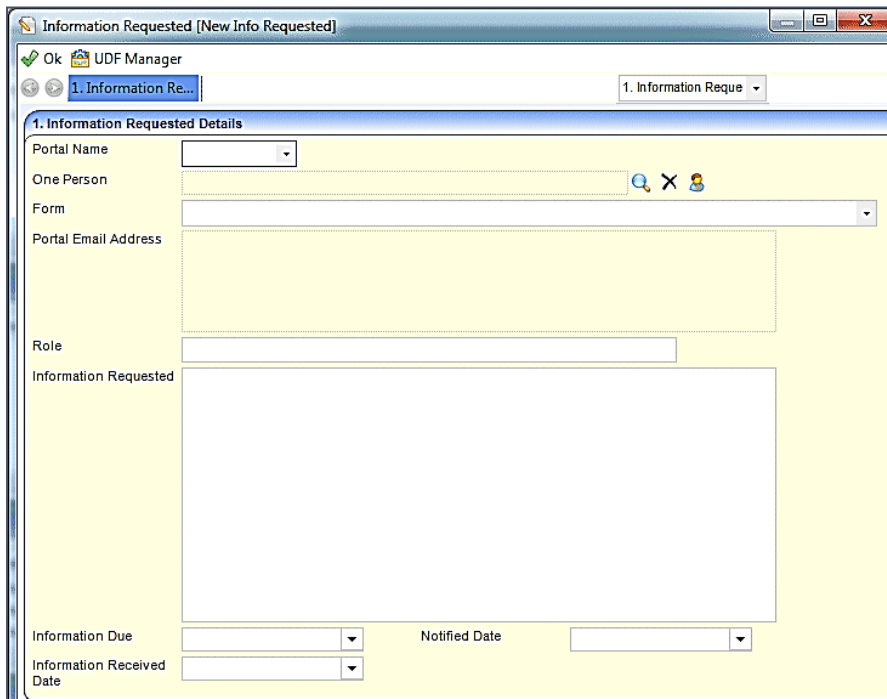 Information Requested [New Info Requested]
Ok UDF Manager
1. Information Re... 1. Information Reque
1. Information Requested Details
Portal Name
One Person
Form
Portal Email Address
Role
Information Requested
Information Due Notified Date
Information Received
Date